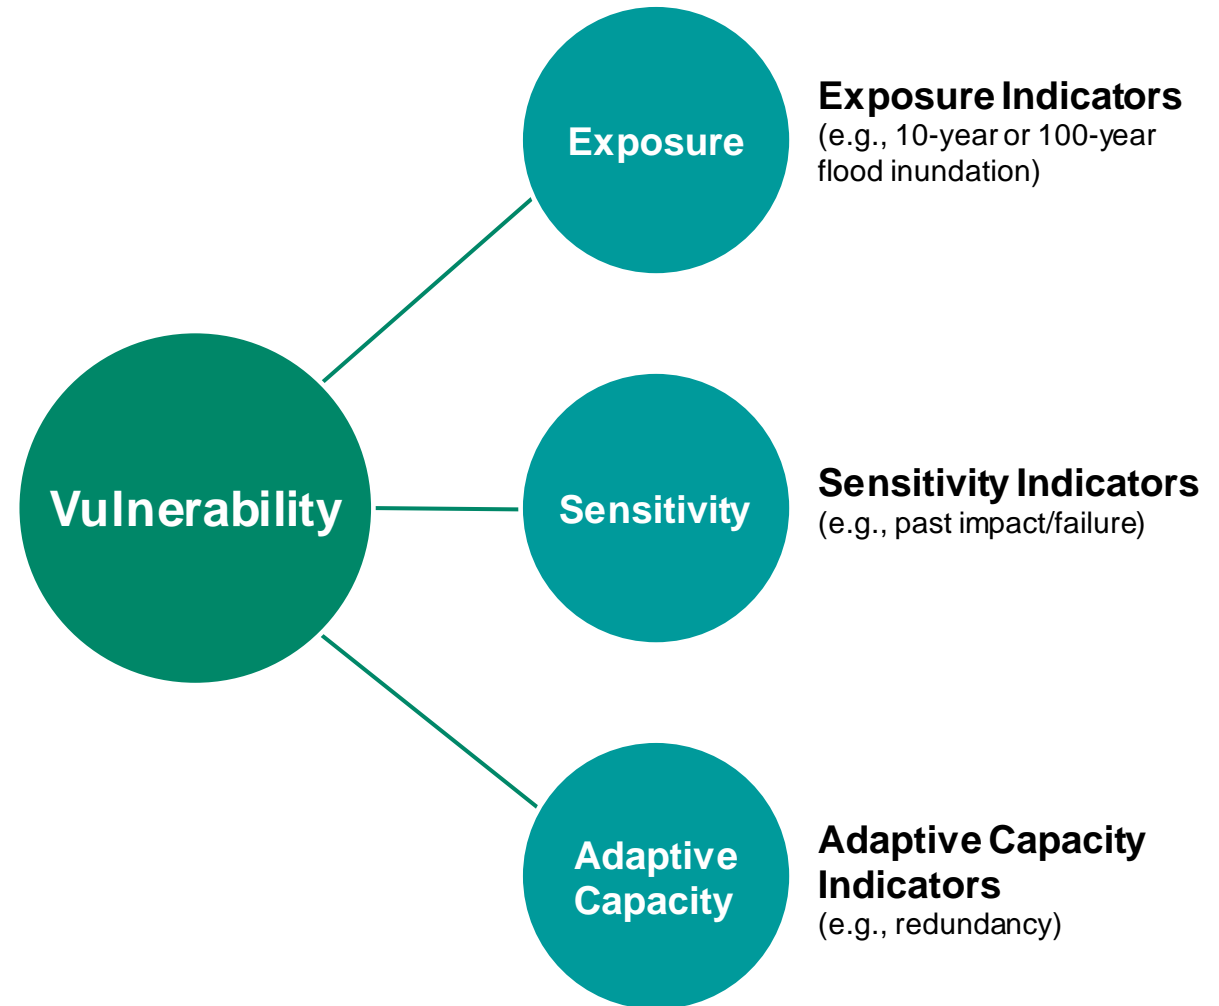 Exposure
Exposure Indicators
(e.g., 10-year or 100-year
flood inundation)
Vulnerability
Sensitivity
Sensitivity Indicators
(e.g., past impact/failure)
Adaptive
Capacity
Adaptive Capacity
Indicators
(e.g., redundancy)